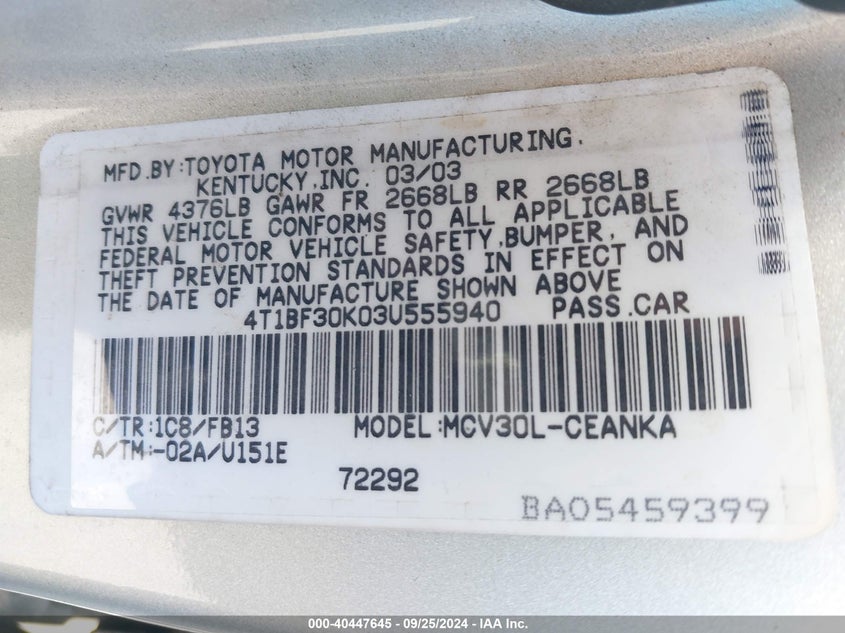 MFD.BY:TOYOTA MOTOR MANUFACTURING.
KENTUCKY,INC. 03/03
GVWR 4376LB GAWR FR 2668LB RR 2668LB
THIS VEHICLE CONFORMS TO ALL APPLICABLE
FEDERAL MOTOR VEHICLE SAFETY,BUMPER, AND
THEFT PREVENTION STANDARDS IN EFFECT ON
THE DATE OF MANUFACTURE SHOWN ABOVE
4T1BF30K03U555940 PASS.CAR
C/TR:1C8/FB13 MODEL:MCV30L-CEANKA
A/TM:-02A/U151E
72292
BA05459399
000-40447645 - 09/25/2024 - IAA Inc.